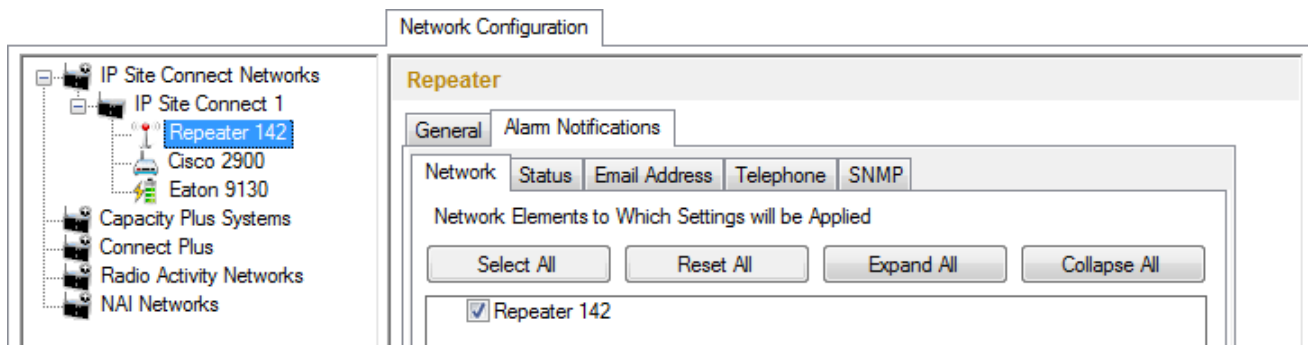 Network Configuration
IP Site Connect Networks
IP Site Connect 1
Repeater 142
Cisco 2900
Eaton 9130
Capacity Plus Systems
Connect Plus
Radio Activity Networks
NAI Networks
Repeater
General Alarm Notifications
Network Status Email Address Telephone SNMP
Network Elements to Which Settings will be Applied
Select All Reset All Expand All Collapse All
Repeater 142